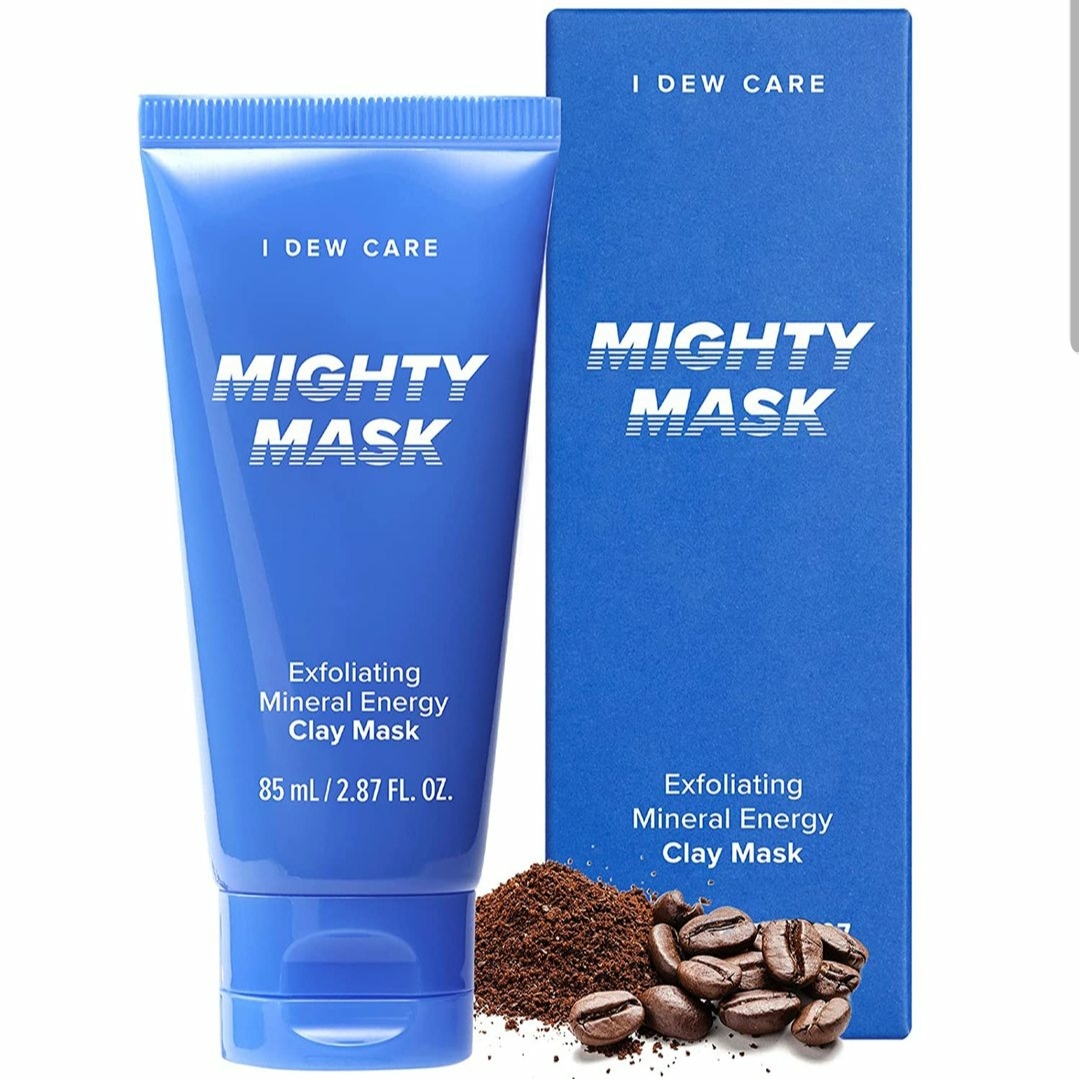 I DEW CARE
MIGHTY
MASK
Exfoliating
Mineral Energy
Clay Mask
85 mL / 2.87 FL. OZ.
I DEW CARE
MIGHTY
MASK
Exfoliating
Mineral Energy
Clay Mask